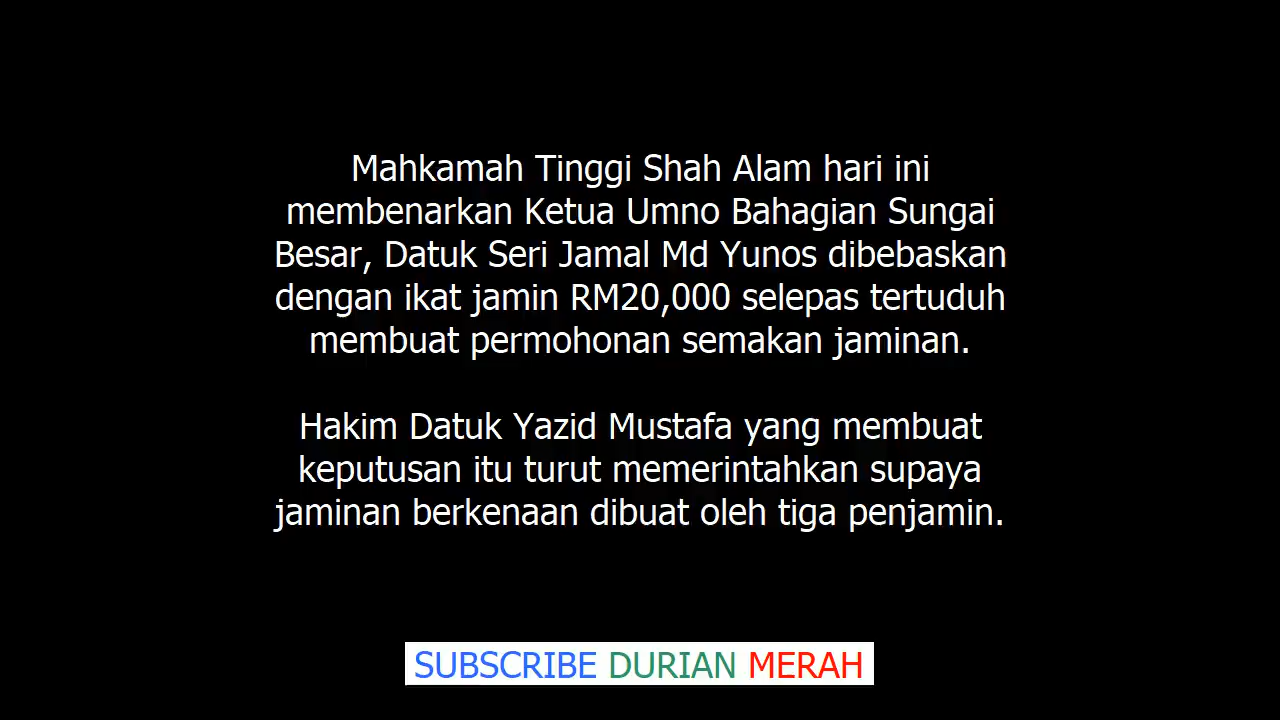 Mahkamah Tinggi Shah Alam hari ini
membenarkan Ketua Umno Bahagian Sungai
Besar, Datuk Seri Jamal Md Yunos dibebaskan
dengan ikat jamin RM20,000 selepas tertuduh
membuat permohonan semakan jaminan.
Hakim Datuk Yazid Mustafa yang membuat
keputusan itu turut memerintahkan supaya
jaminan berkenaan dibuat oleh tiga penjamin.
SUBSCRIBE DURIAN MERAH